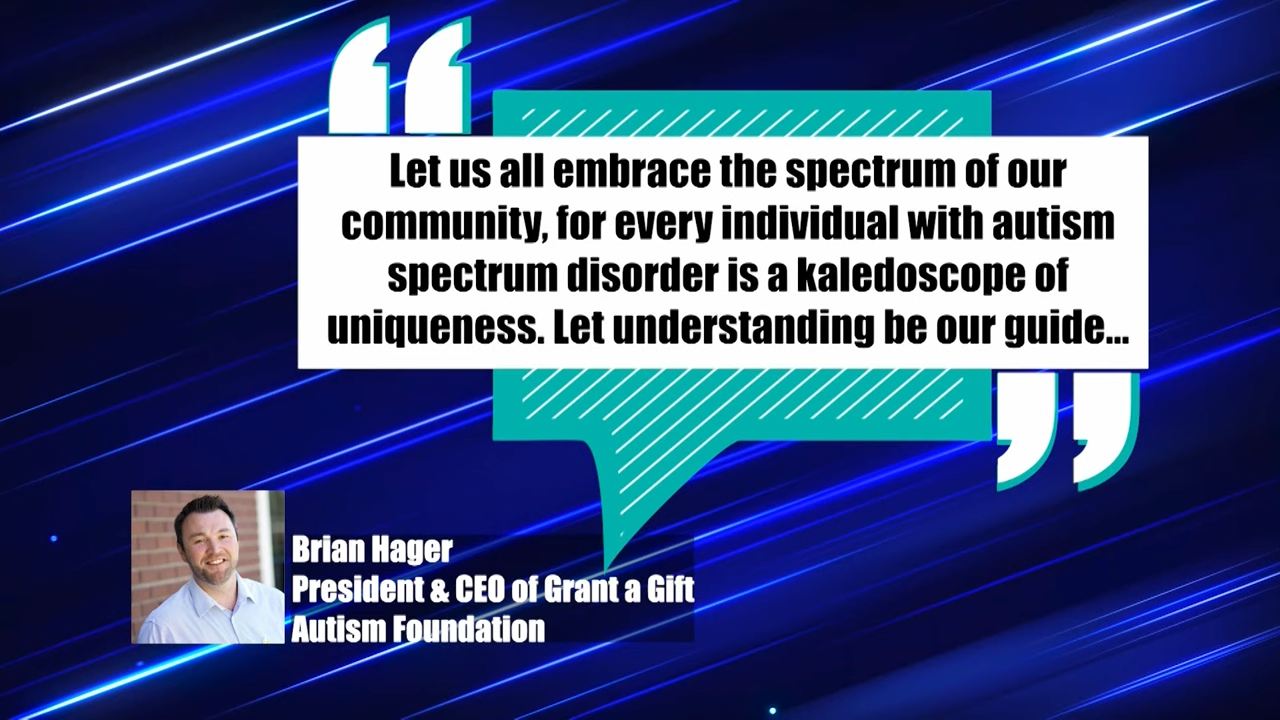 Let us all embrace the spectrum of our
community, for every individual with autism
spectrum disorder is a kaledoscope of
uniqueness. Let understanding be our guide...
Brian Hager
President & CEO of Grant a Gift
Autism Foundation